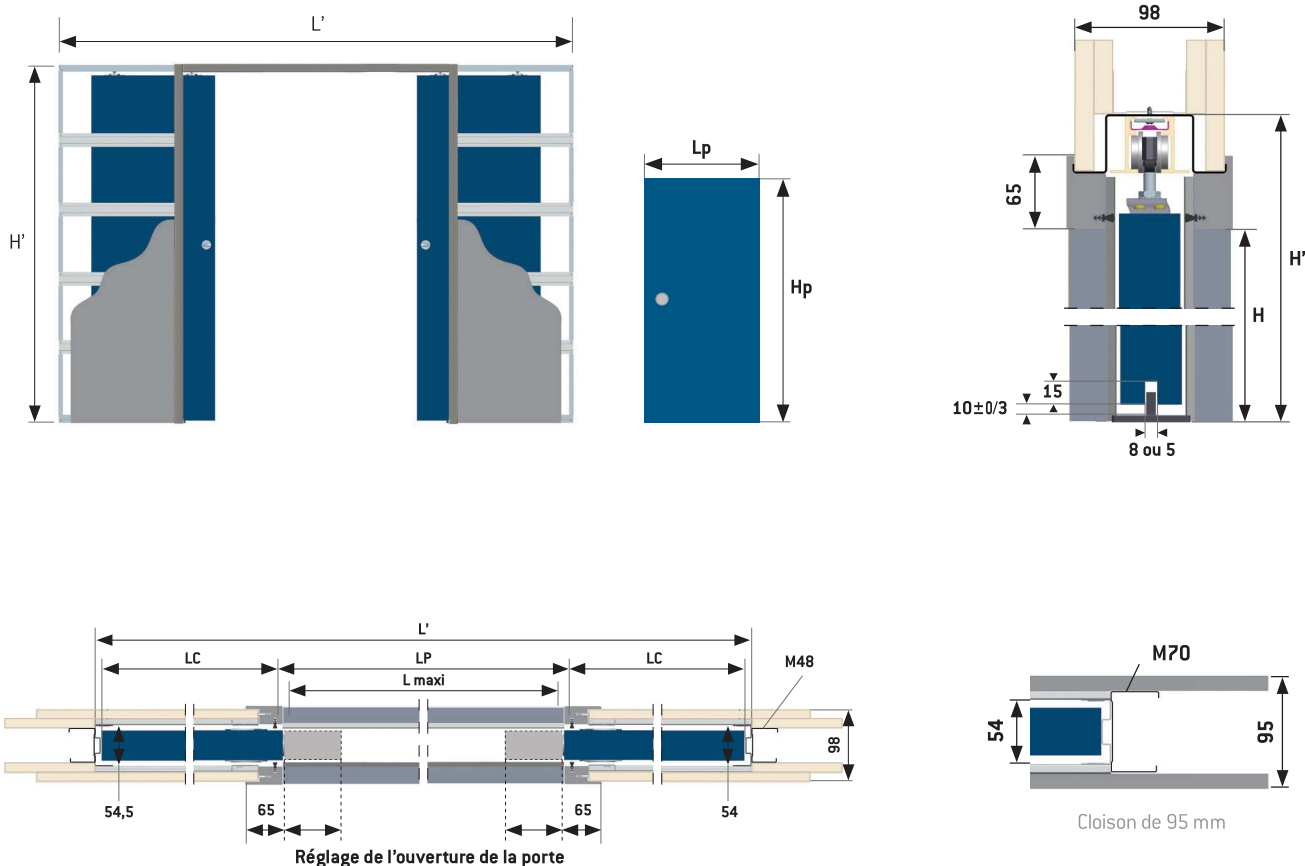 L'
H'
Lp
Hp
98
65
H
H'
15
10±0/3
8 ou 5
L'
LC
LP
LC
L maxi
M48
98
54,5
65
65
54
Réglage de l'ouverture de la porte
M70
54
95
Cloison de 95 mm